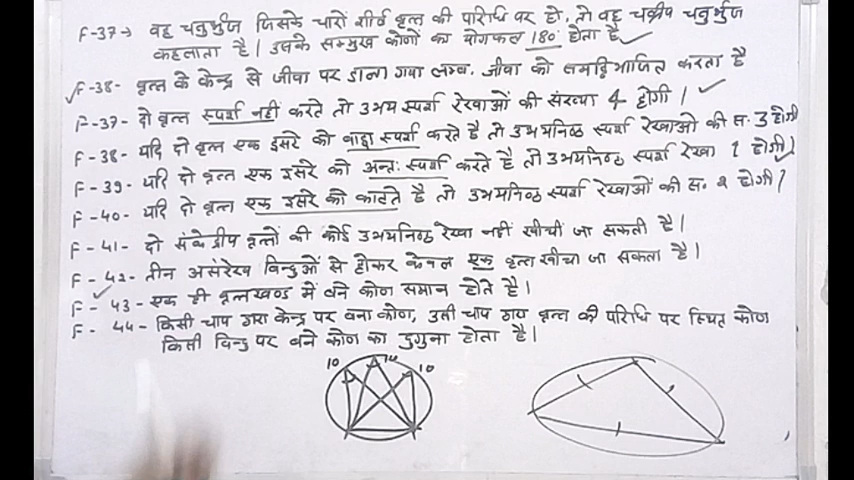 F-37→ वह चतुर्भुज जिसके चारों शीर्ष वृत्त की परिधि पर हो, तो वह चक्रीय चतुर्भुज
कहलाता है। उसके सम्मुख कोणों का योगफल 180° होता है
F-38- वृत्त के केन्द्र से जीवा पर डाला गया लम्ब, जीवा को समद्विभाजित करता है
F-37- दो वृत्त स्पर्श नहीं करते तो उभय स्पर्श रेखाओं की संख्या 4 होगी।
F-38- यदि दो वृत्त एक दूसरे को बाह्य स्पर्श करते है तो उभयनिष्ठ स्पर्श रेखाओं की स. 3 होगी
F-39- यदि दो वृत्त एक दूसरे को अन्तः स्पर्श करते है तो उभयनिष्ठ स्पर्श रेखा 1 होगी।
F-40- यदि दो वृत्त एक दूसरे को काटते है तो उभयनिष्ठ स्पर्श रेखाओं की स. 2 होगी।
F-41- दो संकेन्द्रीय वृत्तों की कोई उभयनिष्ठ रेखा नहीं खीची जा सकती है।
F-42- तीन असंरेख बिन्दुओं से होकर केवल एक वृत्त खीचा जा सकता है।
F-43- एक ही वृत्तखण्ड में बने कोण समान होते है।
F-44- किसी चाप द्वारा केन्द्र पर बना कोण, उसी चाप द्वारा वृत्त की परिधि पर स्थित कोण
किसी बिन्दु पर बने कोण का दुगुना होता है।
10 10 10